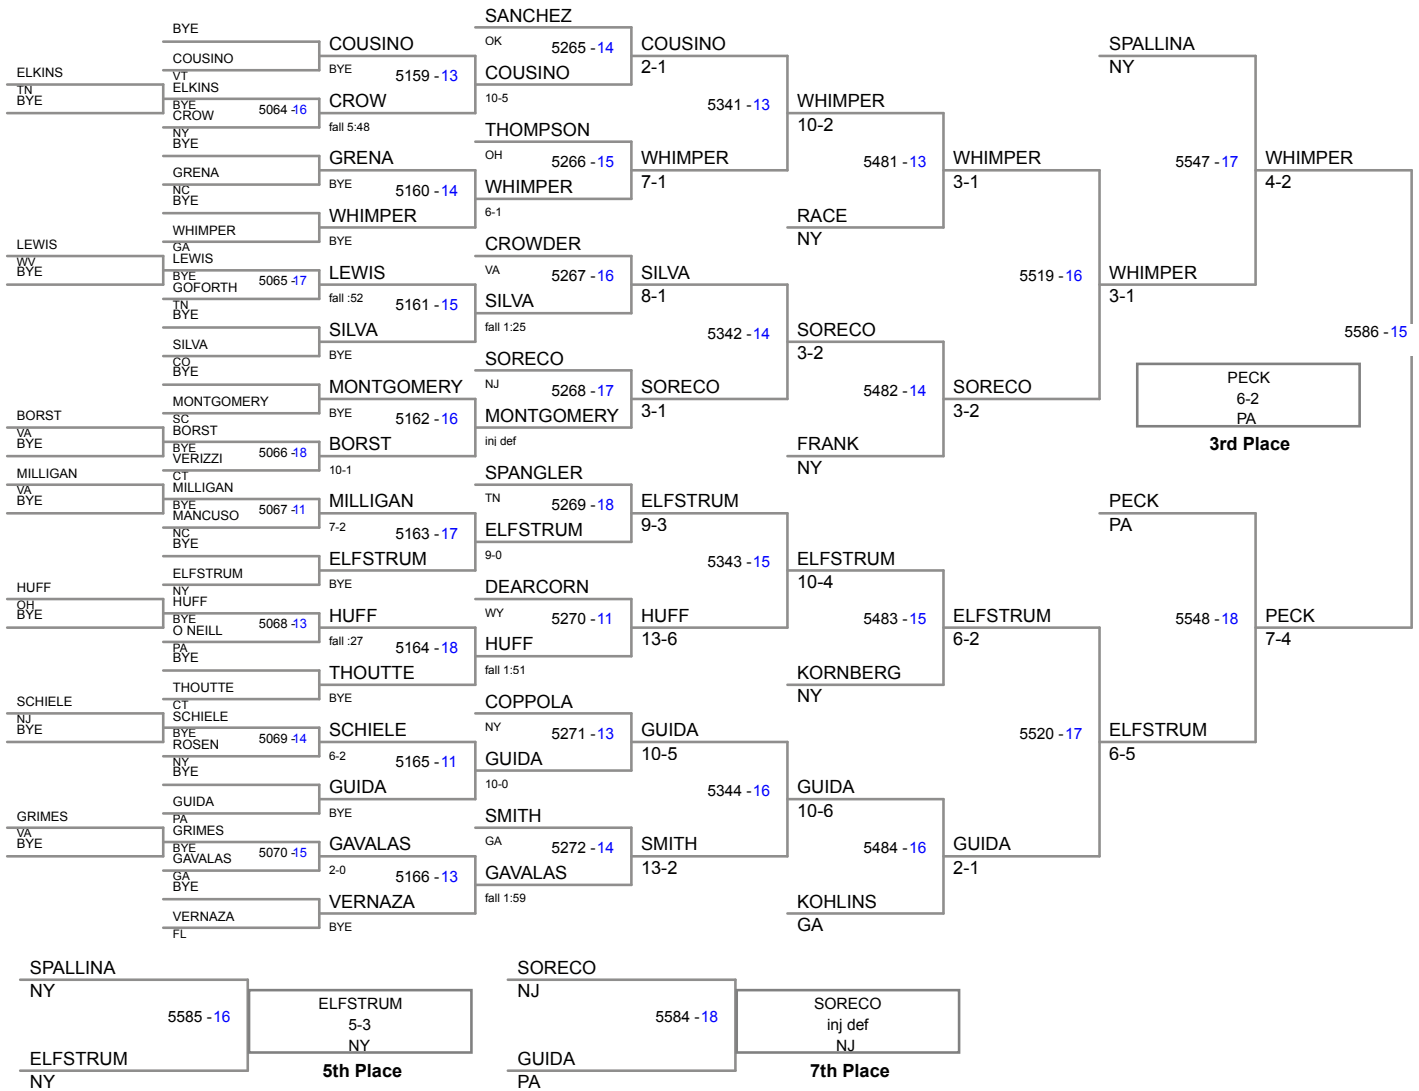 BYE
COUSINO
VT
ELKINS
TN
BYE
ELKINS
BYE
CROW
5064 -16
NY
BYE
GRENA
NC
BYE
WHIMPER
GA
LEWIS
WV
BYE
LEWIS
BYE
GOFORTH
5065 -17
TN
BYE
SILVA
CO
BYE
MONTGOMERY
SC
BORST
VA
BYE
BORST
BYE
VERIZZI
5066 -18
CT
MILLIGAN
VA
BYE
MILLIGAN
BYE
MANCUSO
5067 -11
NC
BYE
ELFSTRUM
NY
HUFF
OH
BYE
HUFF
BYE
O NEILL
5068 -13
PA
BYE
THOUTTE
CT
SCHIELE
NJ
BYE
SCHIELE
BYE
ROSEN
5069 -14
NY
BYE
GUIDA
PA
GRIMES
VA
BYE
GRIMES
BYE
GAVALAS
5070 -15
GA
BYE
VERNAZA
FL
COUSINO
BYE
5159 -13
CROW
fall 5:48
GRENA
BYE
5160 -14
WHIMPER
BYE
LEWIS
fall :52
5161 -15
SILVA
BYE
MONTGOMERY
BYE
5162 -16
BORST
10-1
MILLIGAN
7-2
5163 -17
ELFSTRUM
BYE
HUFF
fall :27
5164 -18
THOUTTE
BYE
SCHIELE
6-2
5165 -11
GUIDA
BYE
GAVALAS
2-0
5166 -13
VERNAZA
BYE
SANCHEZ
OK
5265 -14
COUSINO
10-5
THOMPSON
OH
5266 -15
WHIMPER
6-1
CROWDER
VA
5267 -16
SILVA
fall 1:25
SORECO
NJ
5268 -17
MONTGOMERY
inj def
SPANGLER
TN
5269 -18
ELFSTRUM
9-0
DEARCORN
WY
5270 -11
HUFF
fall 1:51
COPPOLA
NY
5271 -13
GUIDA
10-0
SMITH
GA
5272 -14
GAVALAS
fall 1:59
COUSINO
2-1
5341 -13
WHIMPER
7-1
SILVA
8-1
5342 -14
SORECO
3-1
ELFSTRUM
9-3
5343 -15
HUFF
13-6
GUIDA
10-5
5344 -16
SMITH
13-2
WHIMPER
10-2
5481 -13
RACE
NY
SORECO
3-2
5482 -14
FRANK
NY
ELFSTRUM
10-4
5483 -15
KORNBERG
NY
GUIDA
10-6
5484 -16
KOHLINS
GA
WHIMPER
3-1
5519 -16
SORECO
3-2
ELFSTRUM
6-2
5520 -17
GUIDA
2-1
SPALLINA
NY
5547 -17
WHIMPER
3-1
PECK
PA
5548 -18
ELFSTRUM
6-5
WHIMPER
4-2
5586 -15
PECK
7-4
PECK
6-2
PA
3rd Place
SPALLINA
NY
5585 -16
ELFSTRUM
NY
ELFSTRUM
5-3
NY
5th Place
SORECO
NJ
5584 -18
GUIDA
PA
SORECO
inj def
NJ
7th Place